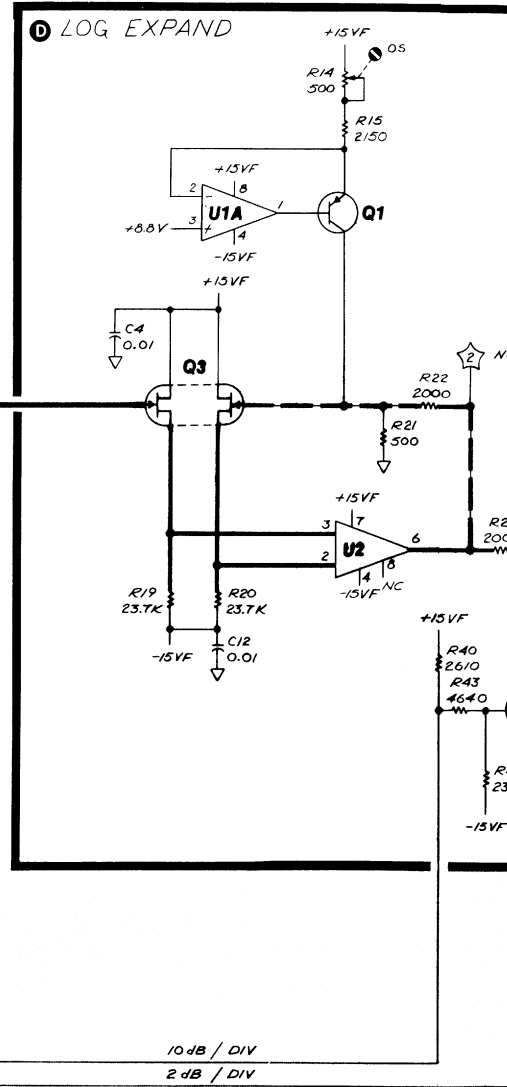 D LOG EXPAND
+15VF
OS
R14
500
R15
2150
+15VF
2
8
-
U1A
1
Q1
3
+
+8.8V
4
-15VF
+15VF
C4
0.01
Q3
2
R22
2000
R21
500
+15VF
3
7
U2
6
2
4
8
-15VF
NC
R19
23.7K
R20
23.7K
-15VF
C12
0.01
+15VF
R40
2610
R43
4640
-15VF
10 dB / DIV
2 dB / DIV